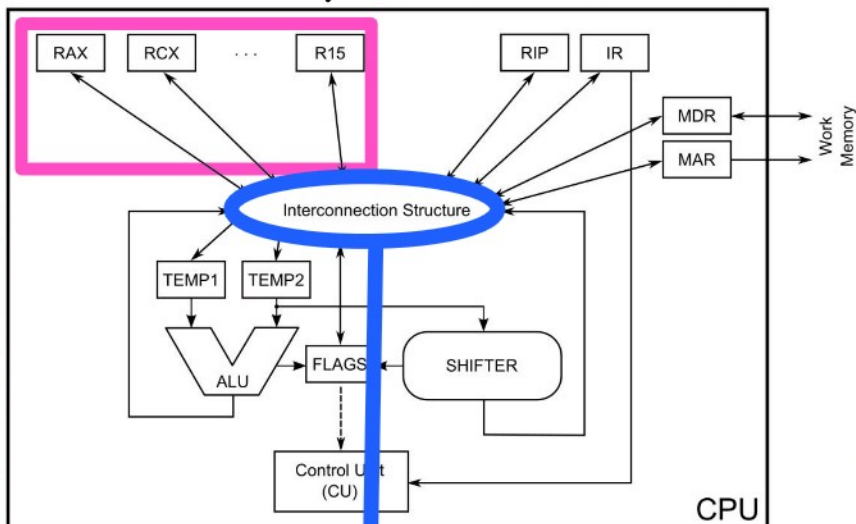 RAX RCX . . . R15 RIP IR
MDR
MAR
Work
Memory
Interconnection Structure
TEMP1 TEMP2
ALU
FLAGS
SHIFTER
Control Unit
(CU)
CPU